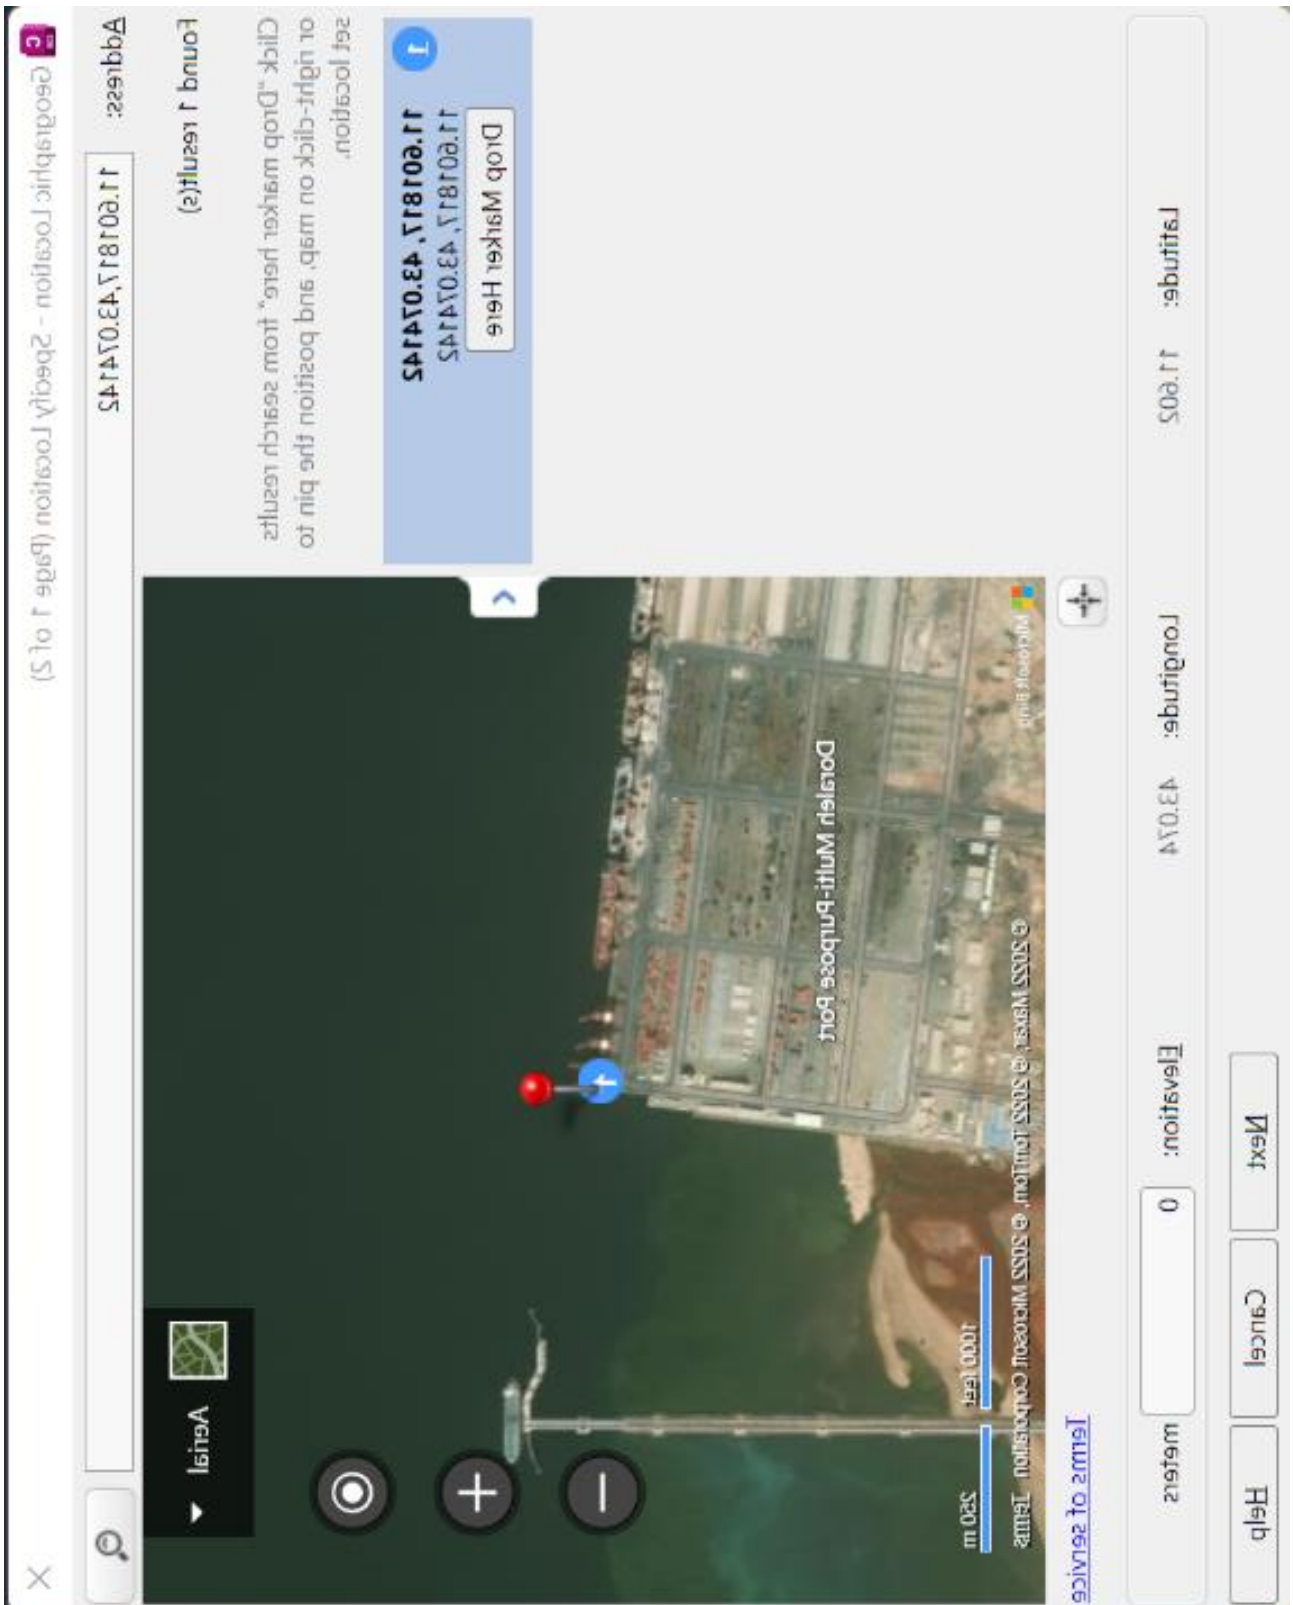 Geographic Location - Specify Location (Page 1 of 2)
Address:
11.601817,43.074142
Found 1 result(s)
Click "Drop marker here" from search results
or right-click on map, and position the pin to
set location.
1
11.601817, 43.074142
11.601817, 43.074142
Drop Marker Here
Aerial
Doraleh Multi-Purpose Port
1
1000 feet
250 m
Microsoft Bing
© 2022 Maxar, © 2022 TomTom, © 2022 Microsoft Corporation Terms
Terms of service
Latitude:
11.602
Longitude:
43.074
Elevation:
0
meters
Next
Cancel
Help